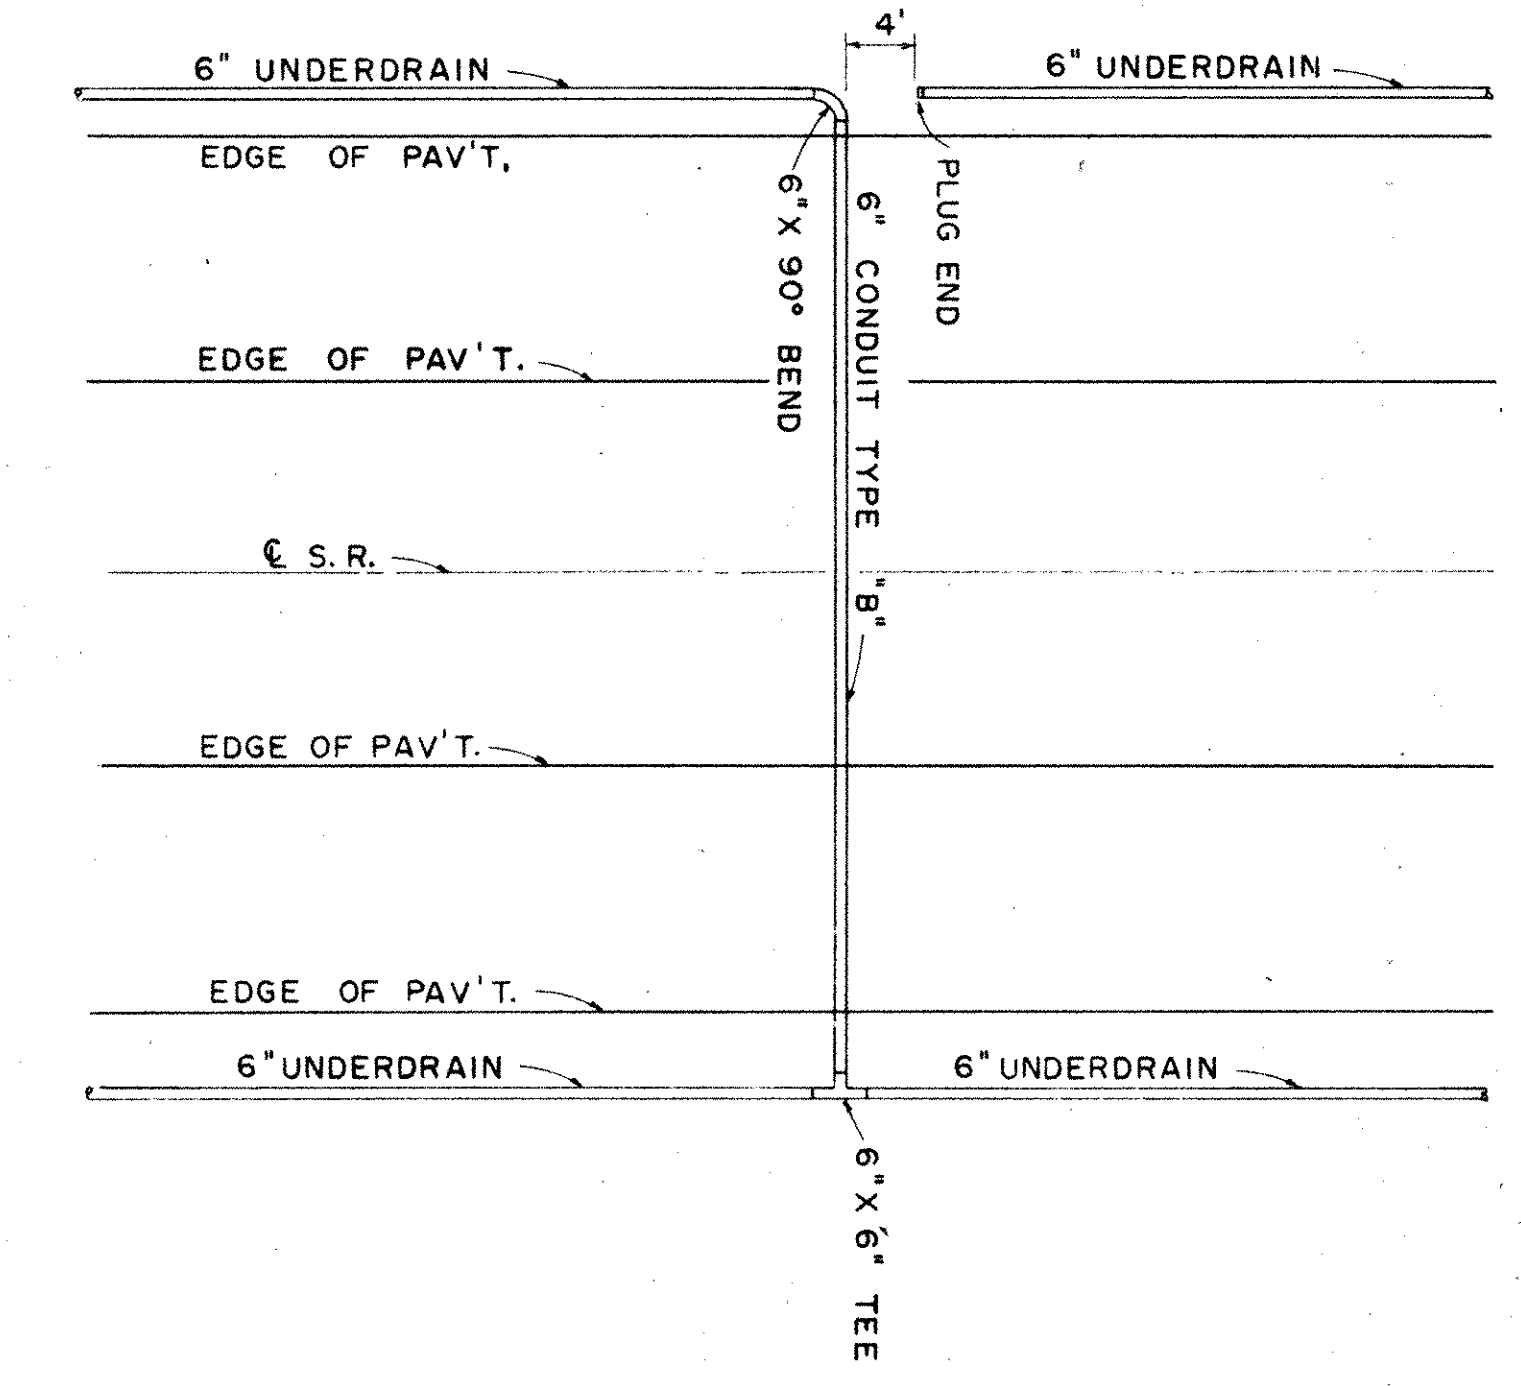 4'
6" UNDERDRAIN
6" UNDERDRAIN
EDGE OF PAV'T.
6" X 90° BEND
6" CONDUIT TYPE "B"
PLUG END
EDGE OF PAV'T.
℄ S.R.
EDGE OF PAV'T.
EDGE OF PAV'T.
6" UNDERDRAIN
6" UNDERDRAIN
6" X 6" TEE